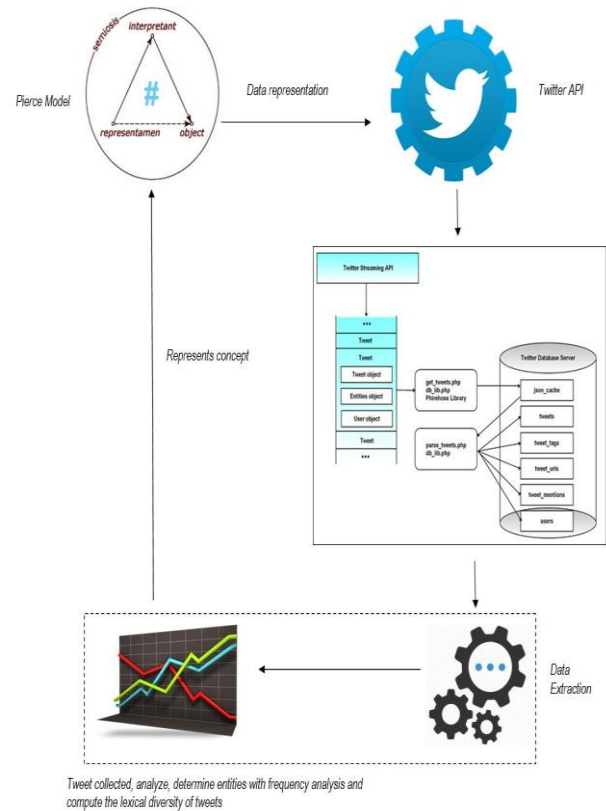 semiosis
interpretant
#
representamen
object
Pierce Model
Data representation
Twitter API
Twitter Streaming API
•••
Tweet
Tweet
Tweet object
Entities object
User object
Tweet
•••
get_tweets.php
db_lib.php
Phirehose Library
parse_tweets.php
db_lib.php
Twitter Database Server
json_cache
tweets
tweet_tags
tweet_urls
tweet_mentions
users
Represents concept
Data
Extraction
Tweet collected, analyze, determine entities with frequency analysis and
compute the lexical diversity of tweets